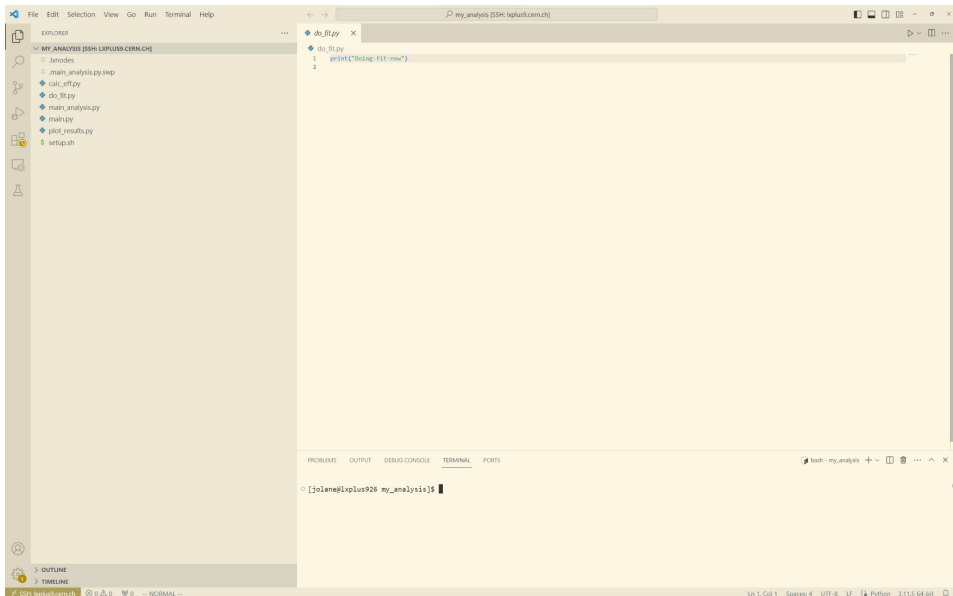 File Edit Selection View Go Run Terminal Help
my_analysis [SSH: lxplus9.cern.ch]
EXPLORER
MY_ANALYSIS [SSH: LXPLUS9.CERN.CH]
.lxnodes
.main_analysis.py.swp
calc_eff.py
do_fit.py
main_analysis.py
main.py
plot_results.py
$ setup.sh
OUTLINE
TIMELINE
do_fit.py
do_fit.py
1 print("Doing fit now")
2
PROBLEMS OUTPUT DEBUG CONSOLE TERMINAL PORTS
bash - my_analysis
[jolane@lxplus926 my_analysis]$
SSH: lxplus9.cern.ch 0 0 0 -- NORMAL -- Ln 1, Col 1 Spaces: 4 UTF-8 LF Python 3.11.5 64-bit